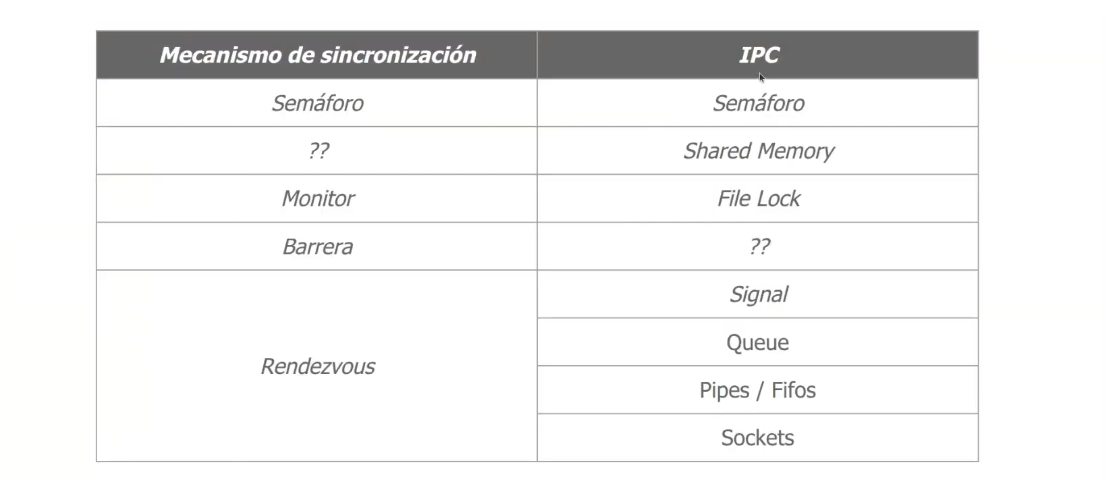 Mecanismo de sincronización IPC
Semáforo Semáforo
?? Shared Memory
Monitor File Lock
Barrera ??
Signal
Queue
Rendezvous
Pipes / Fifos
Sockets